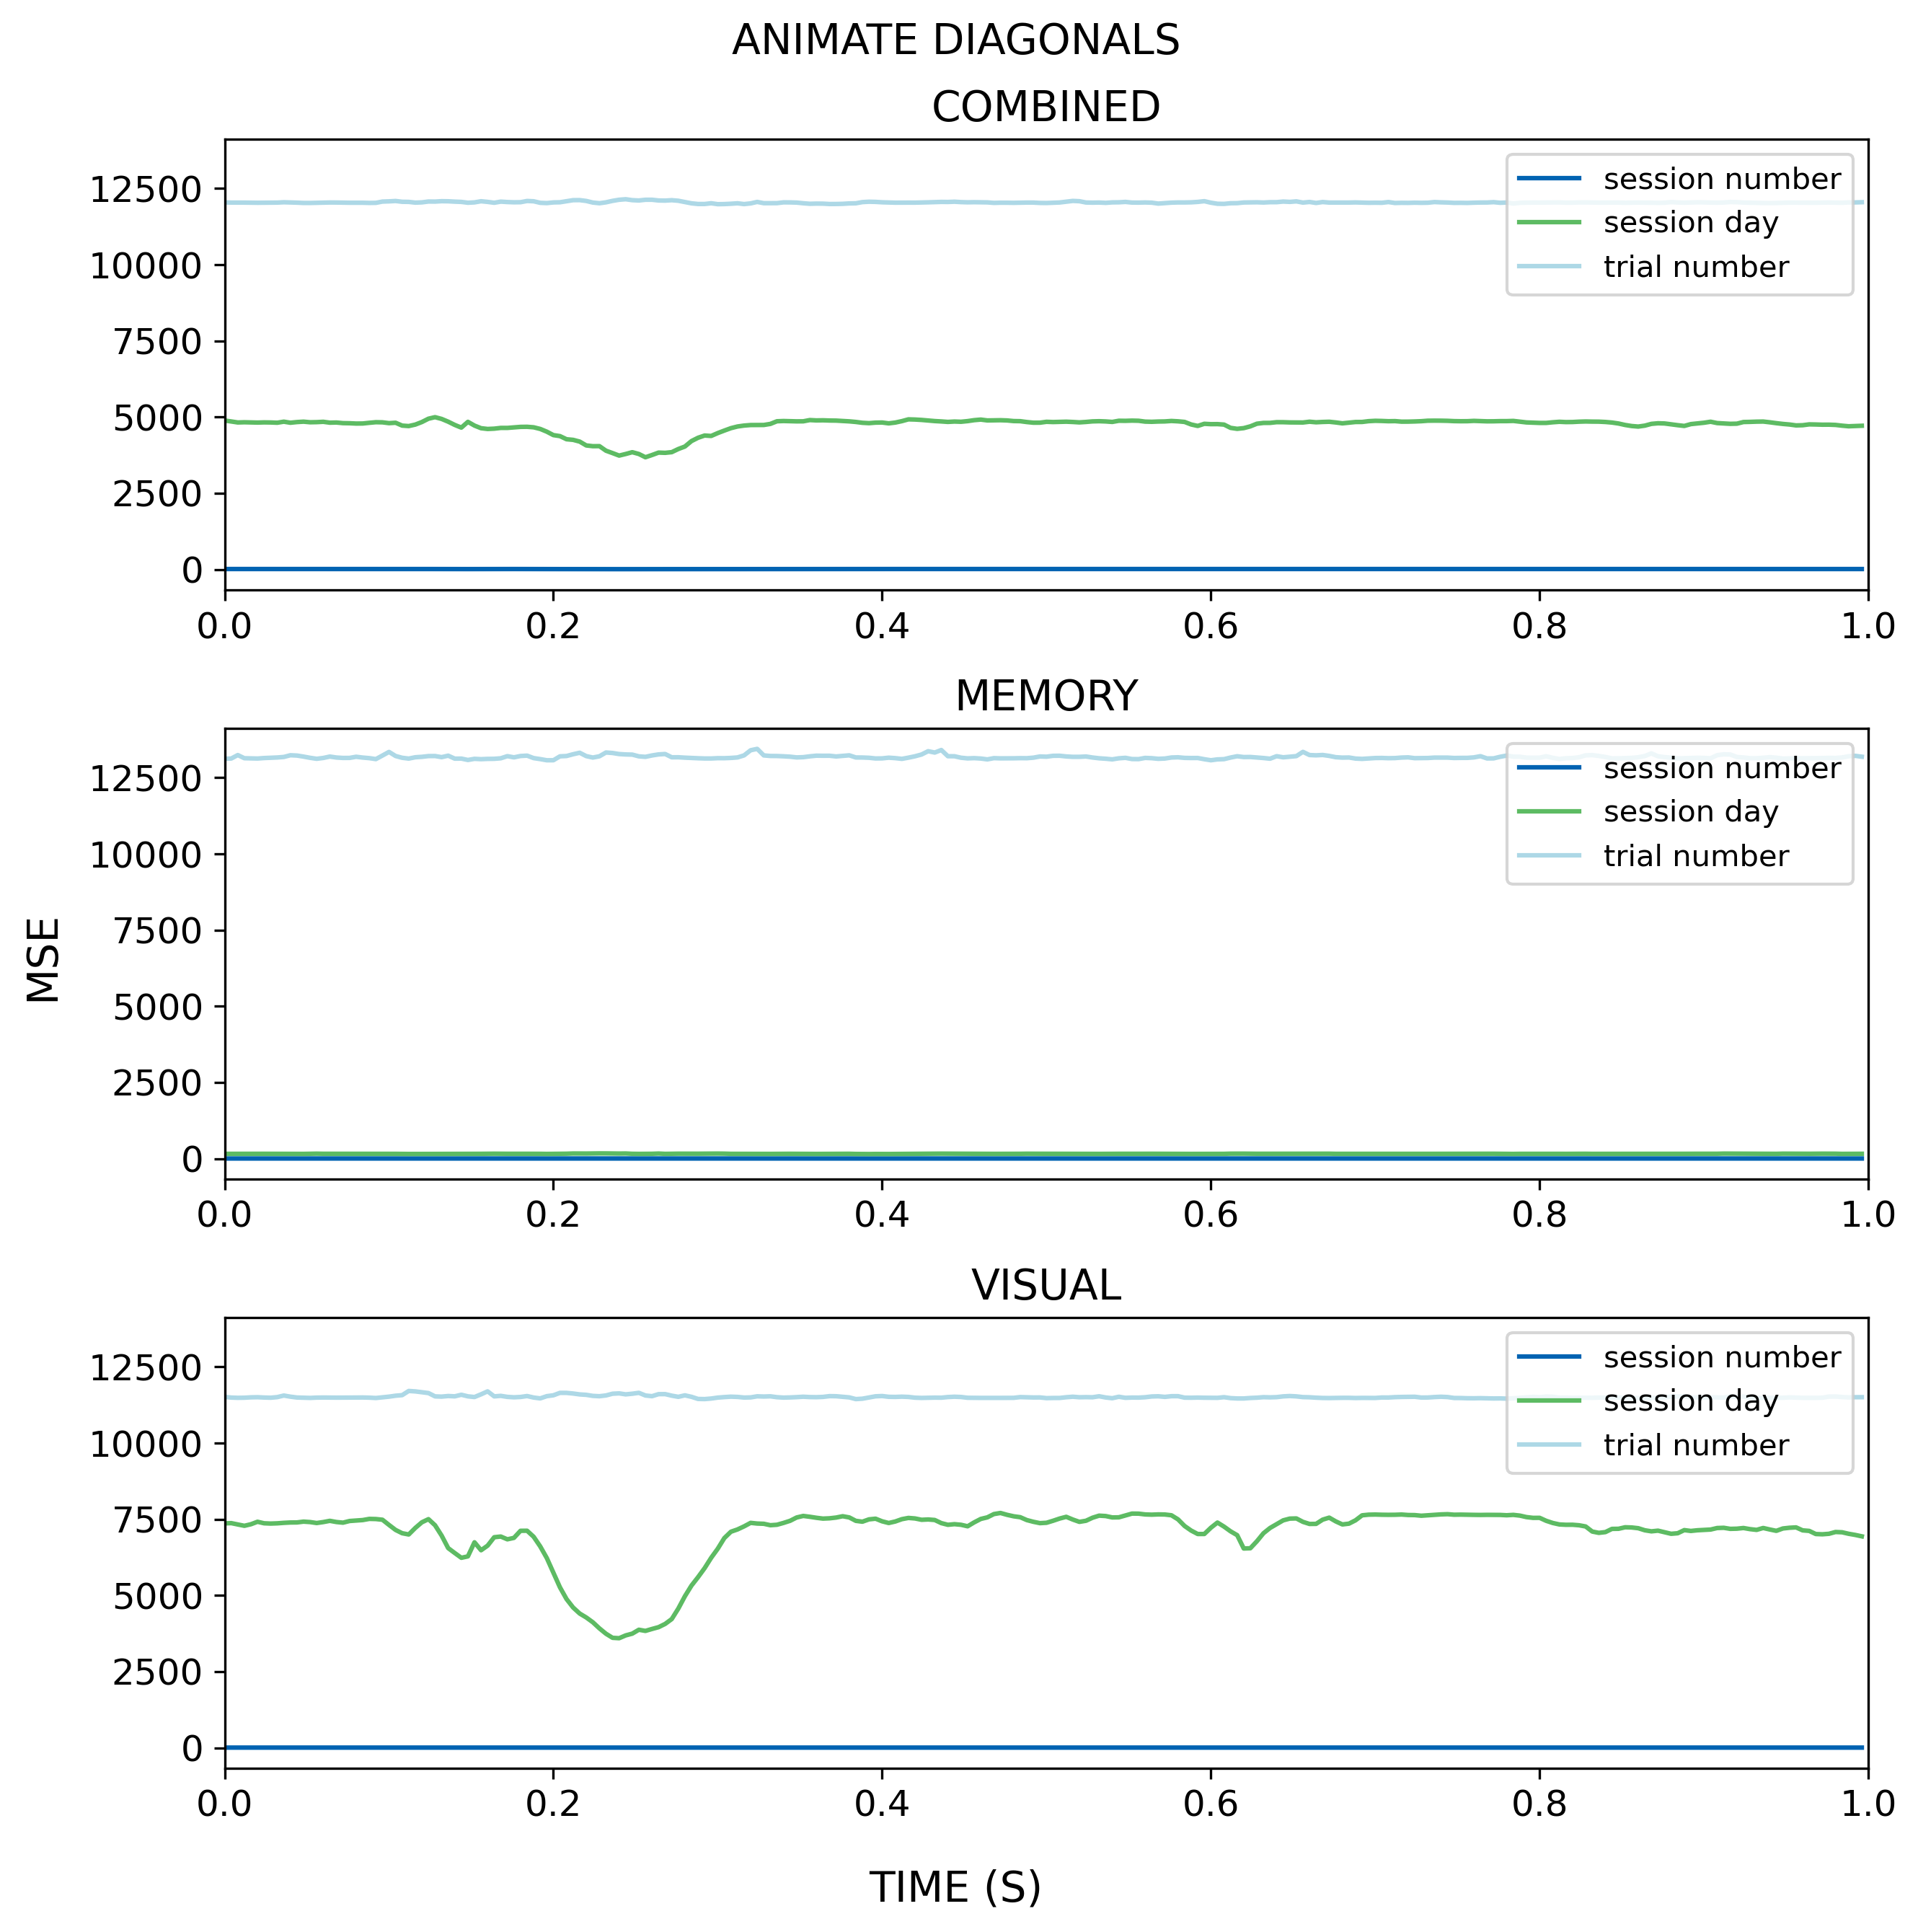 ANIMATE DIAGONALS
COMBINED
12500
10000
7500
5000
2500
0
session number
session day
trial number
0.0 0.2 0.4 0.6 0.8 1.0
MEMORY
MSE
12500
10000
7500
5000
2500
0
session number
session day
trial number
0.0 0.2 0.4 0.6 0.8 1.0
VISUAL
12500
10000
7500
5000
2500
0
session number
session day
trial number
0.0 0.2 0.4 0.6 0.8 1.0
TIME (S)